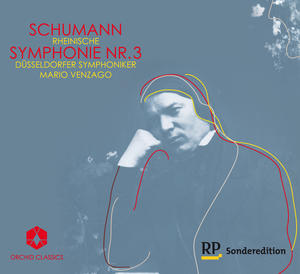 SCHUMANN
RHEINISCHE
SYMPHONIE NR.3
DÜSSELDORFER SYMPHONIKER
MARIO VENZAGO
ORCHID CLASSICS
RP Sonderedition